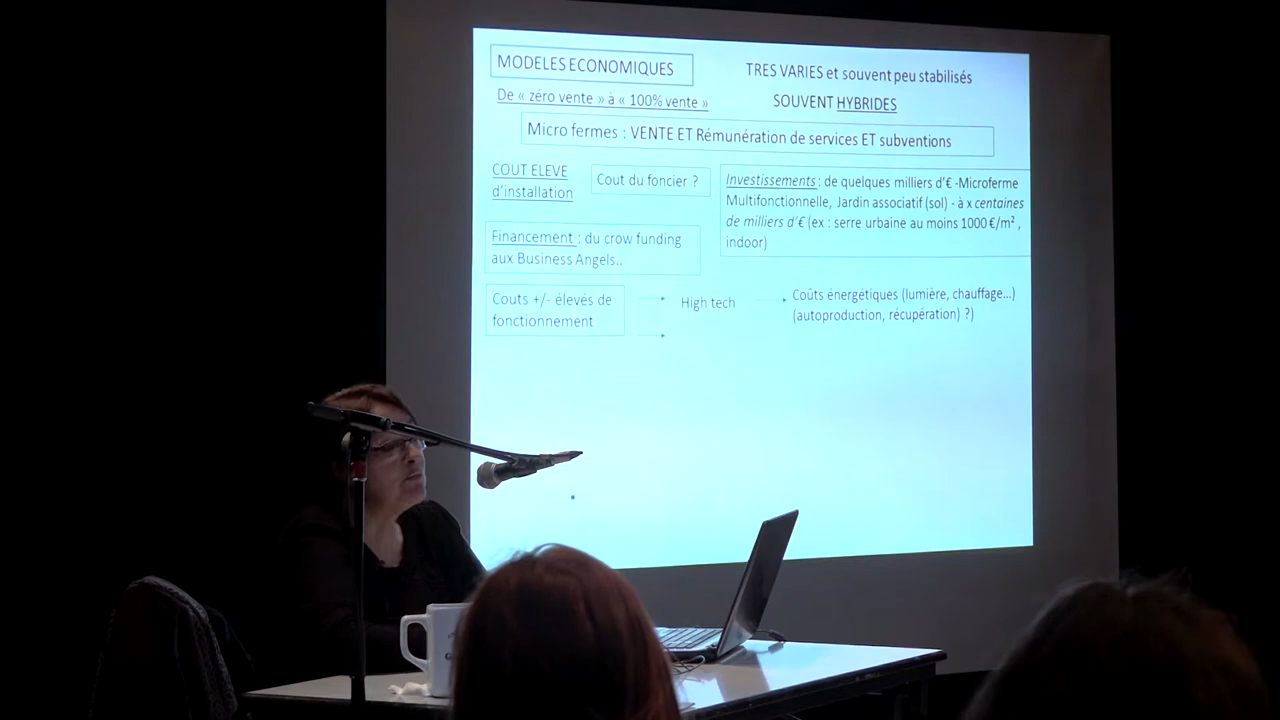 MODELES ECONOMIQUES
TRES VARIES et souvent peu stabilisés
De « zéro vente » à « 100% vente »
SOUVENT HYBRIDES
Micro fermes : VENTE ET Rémunération de services ET subventions
COUT ELEVE
d’installation
Cout du foncier ?
Investissements : de quelques milliers d’€ -Microferme
Multifonctionnelle, Jardin associatif (sol) - à x centaines
de milliers d’€ (ex : serre urbaine au moins 1000 €/m² ,
indoor)
Financement : du crow funding
aux Business Angels..
Couts +/- élevés de
fonctionnement
High tech
Coûts énergétiques (lumière, chauffage...)
(autoproduction, récupération) ?)